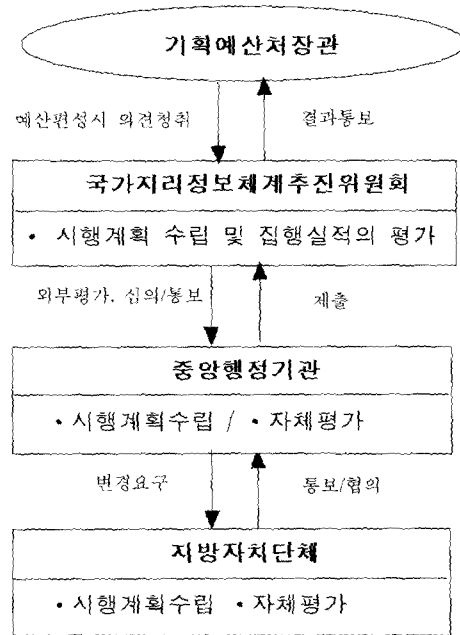 기획예산처장관
예산편성시 의견청취
결과통보
국가지리정보체계추진위원회
• 시행계획 수립 및 집행실적의 평가
외부평가, 심의/통보
제출
중앙행정기관
• 시행계획수립 / • 자체평가
변경요구
통보/협의
지방자치단체
• 시행계획수립 • 자체평가